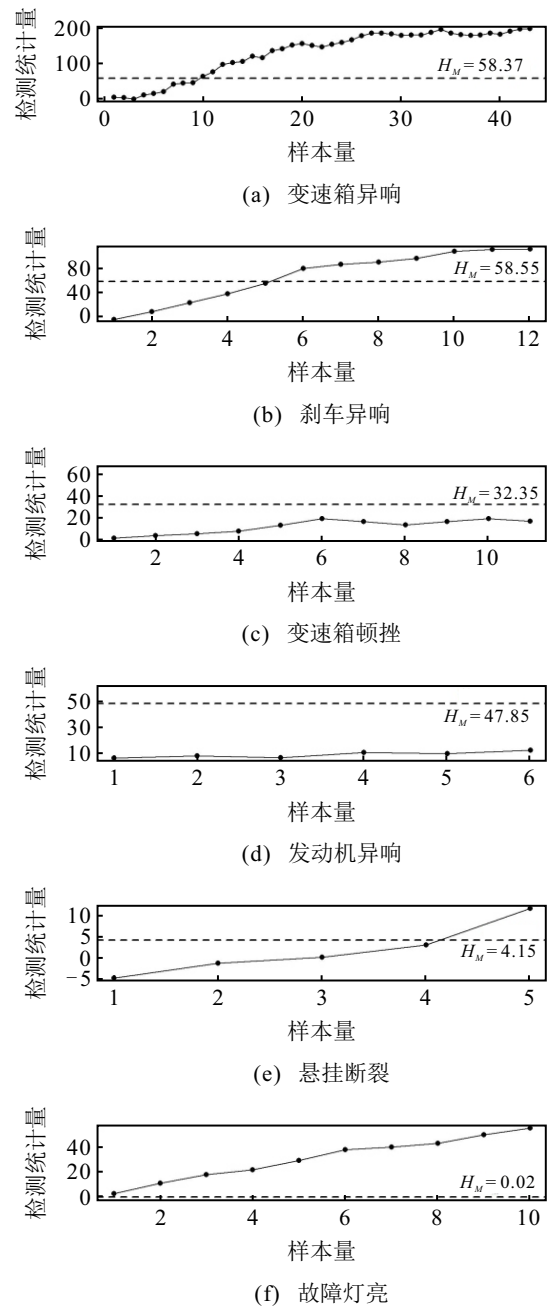 检测统计量
200
100
0
H_M=58.37
0 10 20 30 40
样本量
(a) 变速箱异响
检测统计量
80
40
0
H_M=58.55
2 4 6 8 10 12
样本量
(b) 刹车异响
检测统计量
60
40
20
0
H_M=32.35
2 4 6 8 10
样本量
(c) 变速箱顿挫
检测统计量
50
30
10
H_M=47.85
1 2 3 4 5 6
样本量
(d) 发动机异响
检测统计量
10
5
0
−5
H_M=4.15
1 2 3 4 5
样本量
(e) 悬挂断裂
检测统计量
40
20
0
H_M=0.02
2 4 6 8 10
样本量
(f) 故障灯亮